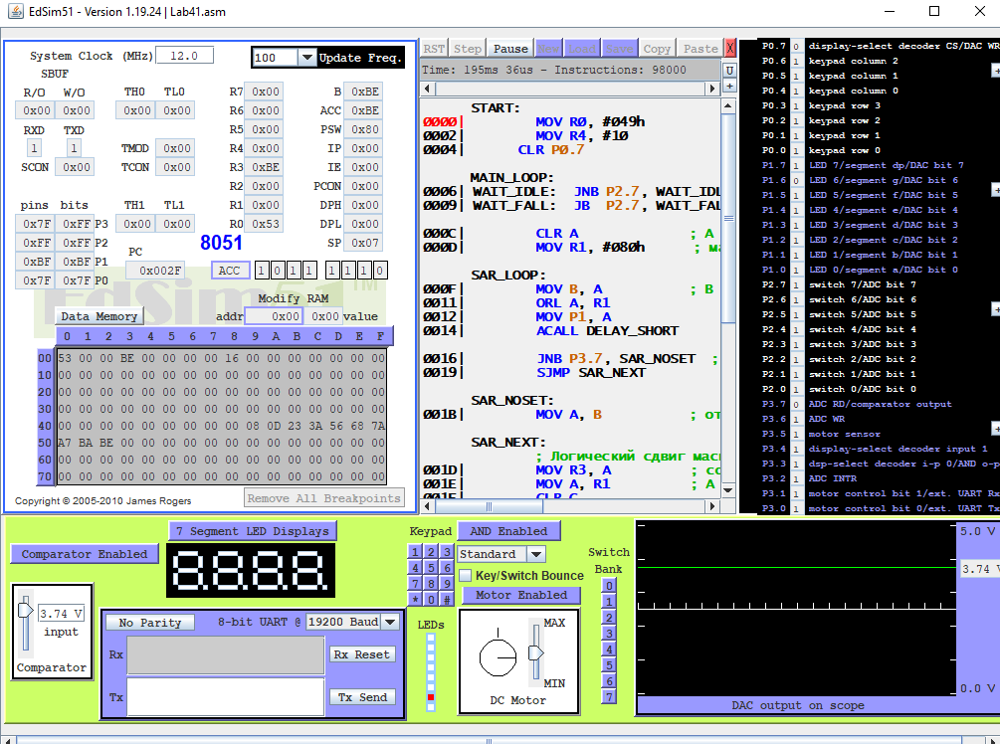 EdSim51 - Version 1.19.24 | Lab41.asm
System Clock (MHz) 12.0
100 Update Freq.
SBUF
R/O W/O TH0 TL0
0x00 0x00 0x00 0x00
RXD TXD
1 1
TMOD 0x00
SCON 0x00 TCON 0x00
R7 0x00 B 0xBE
R6 0x00 ACC 0xBE
R5 0x00 PSW 0x80
R4 0x00 IP 0x00
R3 0xBE IE 0x00
R2 0x00 PCON 0x00
R1 0x00 DPH 0x00
R0 0x53 DPL 0x00
SP 0x07
pins bits TH1 TL1
0x7F 0xFF P3 0x00 0x00
0xFF 0xFF P2
0xBF 0xBF P1
0x7F 0x7F P0
8051
PC
0x002F
ACC 1 0 1 1 1 1 1 0
EdSim51™
Modify RAM
Data Memory addr 0x00 0x00 value
0 1 2 3 4 5 6 7 8 9 A B C D E F
00 53 00 00 BE 00 00 00 00 16 00 00 00 00 00 00 00
10 00 00 00 00 00 00 00 00 00 00 00 00 00 00 00 00
20 00 00 00 00 00 00 00 00 00 00 00 00 00 00 00 00
30 00 00 00 00 00 00 00 00 00 00 00 00 00 00 00 00
40 00 00 00 00 00 00 00 00 00 08 0D 23 3A 56 68 7A
50 A7 BA BE 00 00 00 00 00 00 00 00 00 00 00 00 00
60 00 00 00 00 00 00 00 00 00 00 00 00 00 00 00 00
70 00 00 00 00 00 00 00 00 00 00 00 00 00 00 00 00
Copyright © 2005-2010 James Rogers
Remove All Breakpoints
RST Step Pause New Load Save Copy Paste X
Time: 195ms 36us - Instructions: 98000
U
+
START:
0000| MOV R0, #049h
0002| MOV R4, #10
0004| CLR P0.7
MAIN_LOOP:
0006| WAIT_IDLE: JNB P2.7, WAIT_IDL
0009| WAIT_FALL: JB P2.7, WAIT_FAL
000C| CLR A ; A
000D| MOV R1, #080h ; ма
SAR_LOOP:
000F| MOV B, A ; B
0011| ORL A, R1
0012| MOV P1, A
0014| ACALL DELAY_SHORT
0016| JNB P3.7, SAR_NOSET ;
0019| SJMP SAR_NEXT
SAR_NOSET:
001B| MOV A, B ; от
SAR_NEXT:
; Логический сдвиг мас
001D| MOV R3, A ; со
001E| MOV A, R1 ; A
001F| CLR C
P0.7 0 display-select decoder CS/DAC WR
P0.6 1 keypad column 2
P0.5 1 keypad column 1
P0.4 1 keypad column 0
P0.3 1 keypad row 3
P0.2 1 keypad row 2
P0.1 1 keypad row 1
P0.0 1 keypad row 0
P1.7 1 LED 7/segment dp/DAC bit 7
P1.6 0 LED 6/segment g/DAC bit 6
P1.5 1 LED 5/segment f/DAC bit 5
P1.4 1 LED 4/segment e/DAC bit 4
P1.3 1 LED 3/segment d/DAC bit 3
P1.2 1 LED 2/segment c/DAC bit 2
P1.1 1 LED 1/segment b/DAC bit 1
P1.0 1 LED 0/segment a/DAC bit 0
P2.7 1 switch 7/ADC bit 7
P2.6 1 switch 6/ADC bit 6
P2.5 1 switch 5/ADC bit 5
P2.4 1 switch 4/ADC bit 4
P2.3 1 switch 3/ADC bit 3
P2.2 1 switch 2/ADC bit 2
P2.1 1 switch 1/ADC bit 1
P2.0 1 switch 0/ADC bit 0
P3.7 0 ADC RD/comparator output
P3.6 1 ADC WR
P3.5 1 motor sensor
P3.4 1 display-select decoder input 1
P3.3 1 dsp-select decoder i-p 0/AND o-p
P3.2 1 ADC INTR
P3.1 1 motor control bit 1/ext. UART Rx
P3.0 1 motor control bit 0/ext. UART Tx
7 Segment LED Displays
Comparator Enabled
8.8.8.8.
3.74 V
input
Comparator
No Parity 8-bit UART @ 19200 Baud
Rx Rx Reset
Tx Tx Send
Keypad AND Enabled
1 2 3 Standard
4 5 6
7 8 9 Key/Switch Bounce
* 0 # Motor Enabled
LEDs
MAX
MIN
DC Motor
Switch
Bank
0
1
2
3
4
5
6
7
5.0 V
3.74 V
0.0 V
DAC output on scope